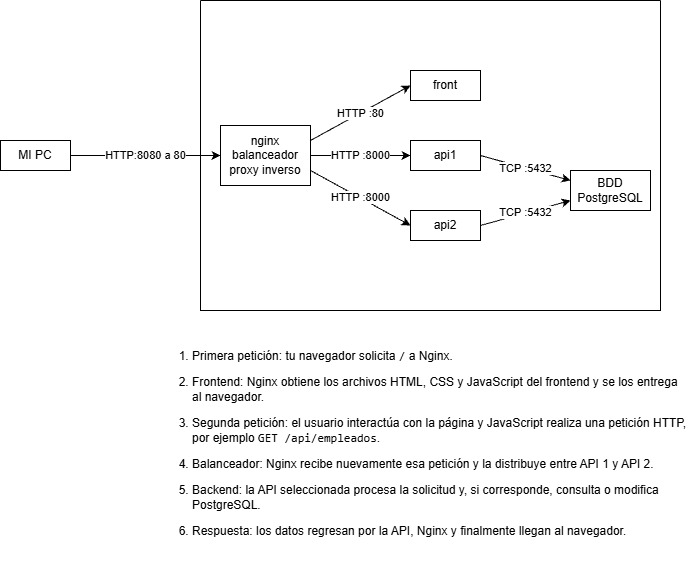 front
HTTP :80
nginx
balanceador
proxy inverso
MI PC
HTTP:8080 a 80
HTTP :8000
api1
TCP :5432
BDD
PostgreSQL
HTTP :8000
TCP :5432
api2
1. Primera petición: tu navegador solicita / a Nginx.
2. Frontend: Nginx obtiene los archivos HTML, CSS y JavaScript del frontend y se los entrega
al navegador.
3. Segunda petición: el usuario interactúa con la página y JavaScript realiza una petición HTTP,
por ejemplo GET /api/empleados.
4. Balanceador: Nginx recibe nuevamente esa petición y la distribuye entre API 1 y API 2.
5. Backend: la API seleccionada procesa la solicitud y, si corresponde, consulta o modifica
PostgreSQL.
6. Respuesta: los datos regresan por la API, Nginx y finalmente llegan al navegador.